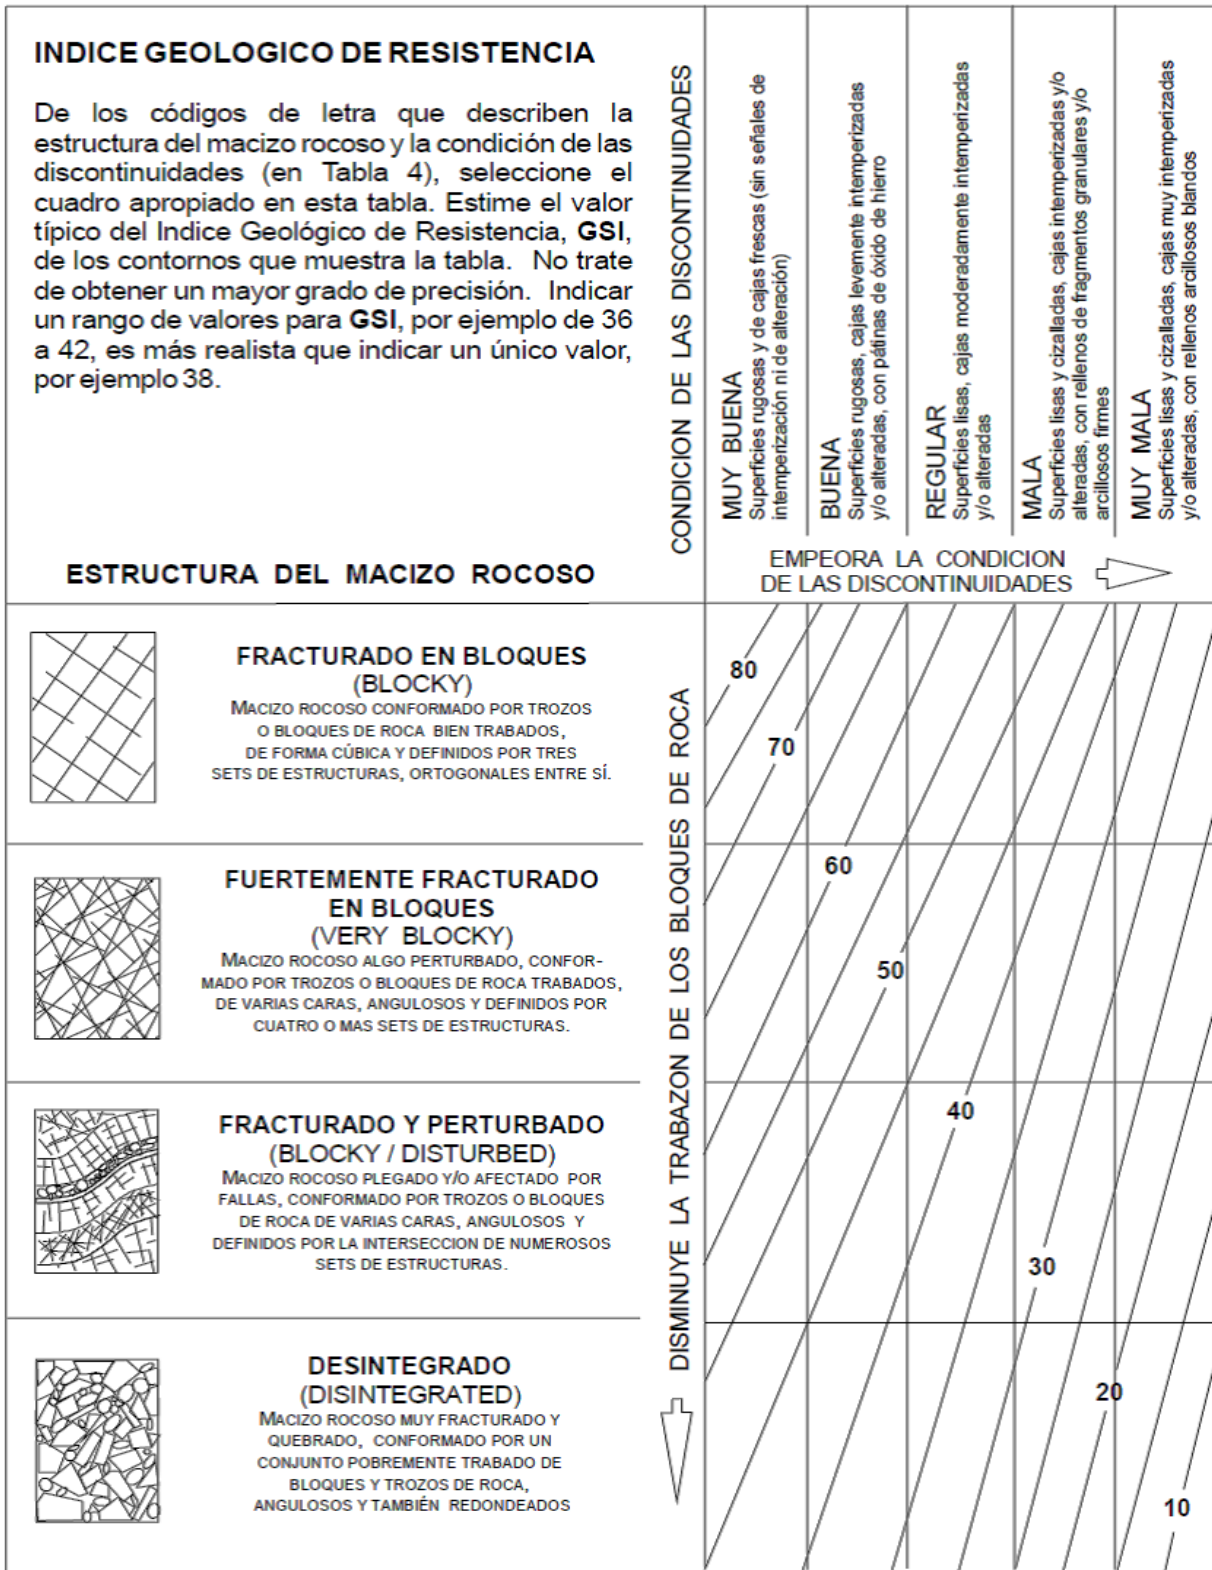 INDICE GEOLOGICO DE RESISTENCIA
De los códigos de letra que describen la
estructura del macizo rocoso y la condición de las
discontinuidades (en Tabla 4), seleccione el
cuadro apropiado en esta tabla. Estime el valor
típico del Indice Geológico de Resistencia, GSI,
de los contornos que muestra la tabla. No trate
de obtener un mayor grado de precisión. Indicar
un rango de valores para GSI, por ejemplo de 36
a 42, es más realista que indicar un único valor,
por ejemplo 38.
ESTRUCTURA DEL MACIZO ROCOSO
CONDICION DE LAS DISCONTINUIDADES
MUY BUENA
Superficies rugosas y de cajas frescas (sin señales de
intemperización ni de alteración)
BUENA
Superficies rugosas, cajas levemente intemperizadas
y/o alteradas, con pátinas de óxido de hierro
REGULAR
Superficies lisas, cajas moderadamente intemperizadas
y/o alteradas
MALA
Superficies lisas y cizalladas, cajas intemperizadas y/o
alteradas, con rellenos de fragmentos granulares y/o
arcillosos firmes
MUY MALA
Superficies lisas y cizalladas, cajas muy intemperizadas
y/o alteradas, con rellenos arcillosos blandos
EMPEORA LA CONDICION
DE LAS DISCONTINUIDADES
FRACTURADO EN BLOQUES
(BLOCKY)
MACIZO ROCOSO CONFORMADO POR TROZOS
O BLOQUES DE ROCA BIEN TRABADOS,
DE FORMA CÚBICA Y DEFINIDOS POR TRES
SETS DE ESTRUCTURAS, ORTOGONALES ENTRE SÍ.
FUERTEMENTE FRACTURADO
EN BLOQUES
(VERY BLOCKY)
MACIZO ROCOSO ALGO PERTURBADO, CONFOR-
MADO POR TROZOS O BLOQUES DE ROCA TRABADOS,
DE VARIAS CARAS, ANGULOSOS Y DEFINIDOS POR
CUATRO O MAS SETS DE ESTRUCTURAS.
FRACTURADO Y PERTURBADO
(BLOCKY / DISTURBED)
MACIZO ROCOSO PLEGADO Y/O AFECTADO POR
FALLAS, CONFORMADO POR TROZOS O BLOQUES
DE ROCA DE VARIAS CARAS, ANGULOSOS Y
DEFINIDOS POR LA INTERSECCION DE NUMEROSOS
SETS DE ESTRUCTURAS.
DESINTEGRADO
(DISINTEGRATED)
MACIZO ROCOSO MUY FRACTURADO Y
QUEBRADO, CONFORMADO POR UN
CONJUNTO POBREMENTE TRABADO DE
BLOQUES Y TROZOS DE ROCA,
ANGULOSOS Y TAMBIÉN REDONDEADOS
DISMINUYE LA TRABAZON DE LOS BLOQUES DE ROCA
80
70
60
50
40
30
20
10